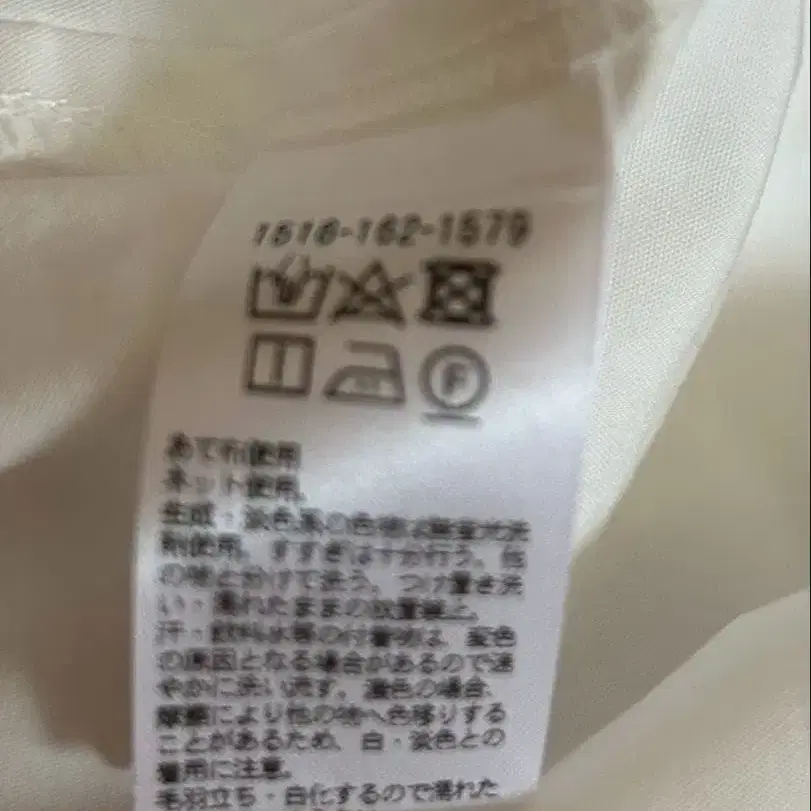 1516-162-1579
F
あて布使用
ネット使用。
生成・淡色系の色物は無蛍光洗
剤使用。すすぎは十分行う。他
の物と分けて洗う。つけ置き洗
い・濡れたままの放置禁止。
汗・飲料水等の付着物は、変色
の原因となる場合があるので速
やかに洗い流す。濃色の場合、
摩擦により他の物へ色移りする
ことがあるため、白・淡色との
着用に注意。
毛羽立ち・白化するので濡れた